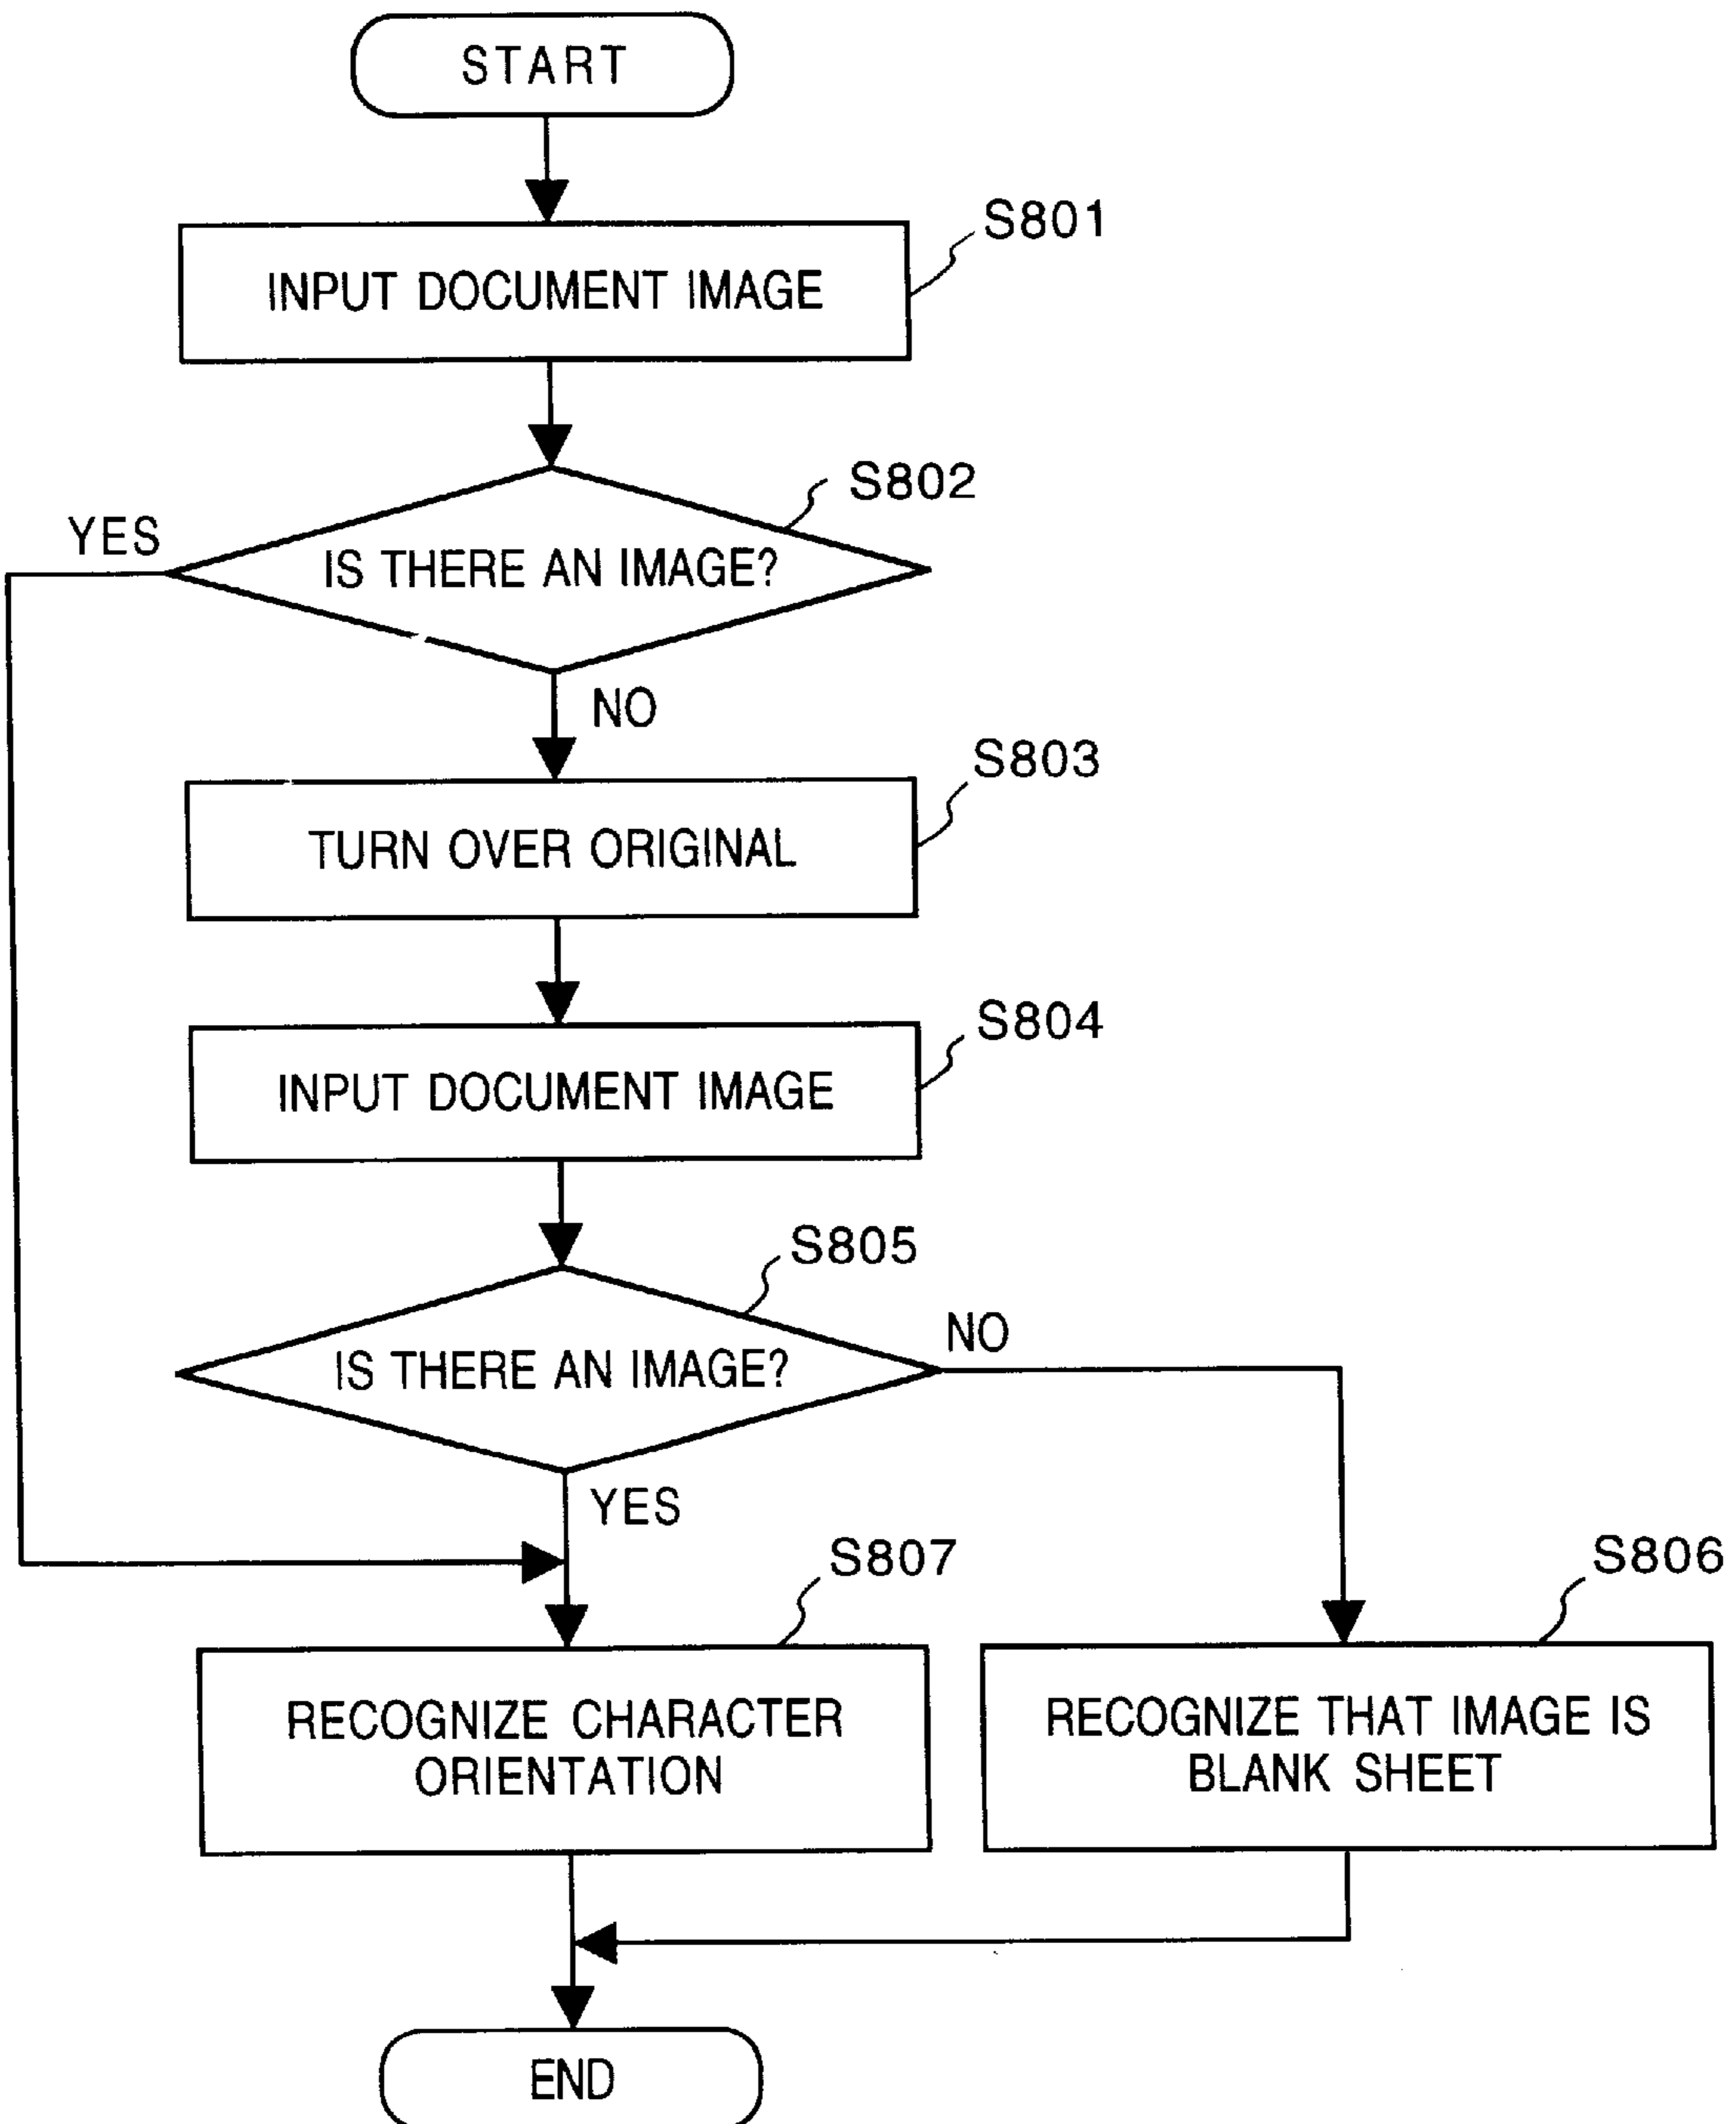 START
S801
INPUT DOCUMENT IMAGE
S802
YES
IS THERE AN IMAGE?
NO
S803
TURN OVER ORIGINAL
S804
INPUT DOCUMENT IMAGE
S805
NO
IS THERE AN IMAGE?
YES
S807
S806
RECOGNIZE CHARACTER
ORIENTATION
RECOGNIZE THAT IMAGE IS
BLANK SHEET
END